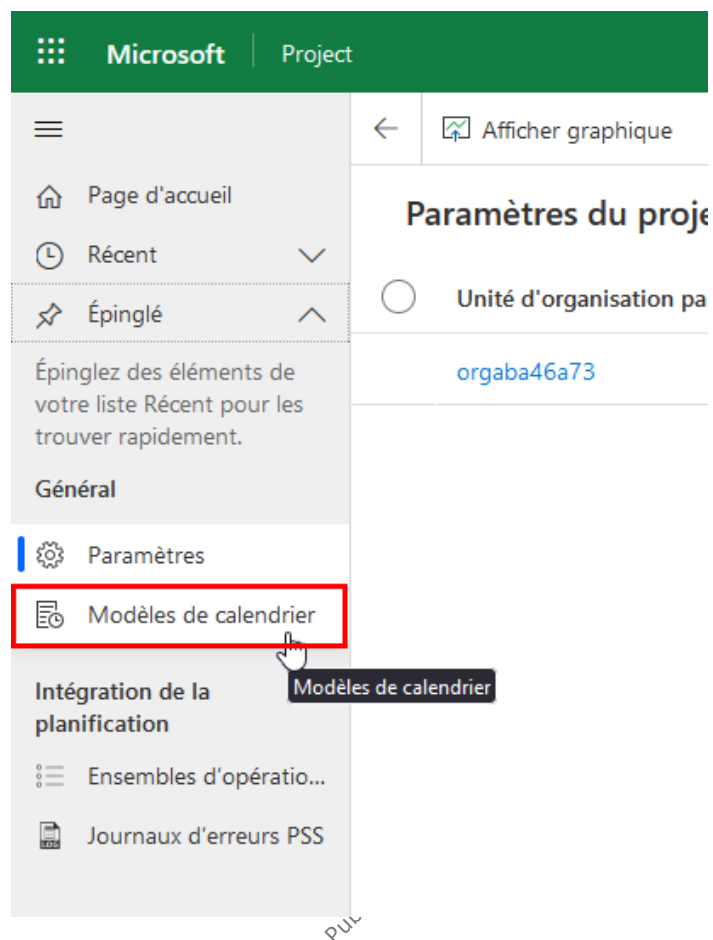 Microsoft Project
Afficher graphique
Page d'accueil
Récent
Épinglé
Épinglez des éléments de
votre liste Récent pour les
trouver rapidement.
Général
Paramètres
Modèles de calendrier
Modèles de calendrier
Intégration de la
planification
Ensembles d'opératio...
Journaux d'erreurs PSS
LOG
Paramètres du proje
Unité d'organisation pa
orgaba46a73